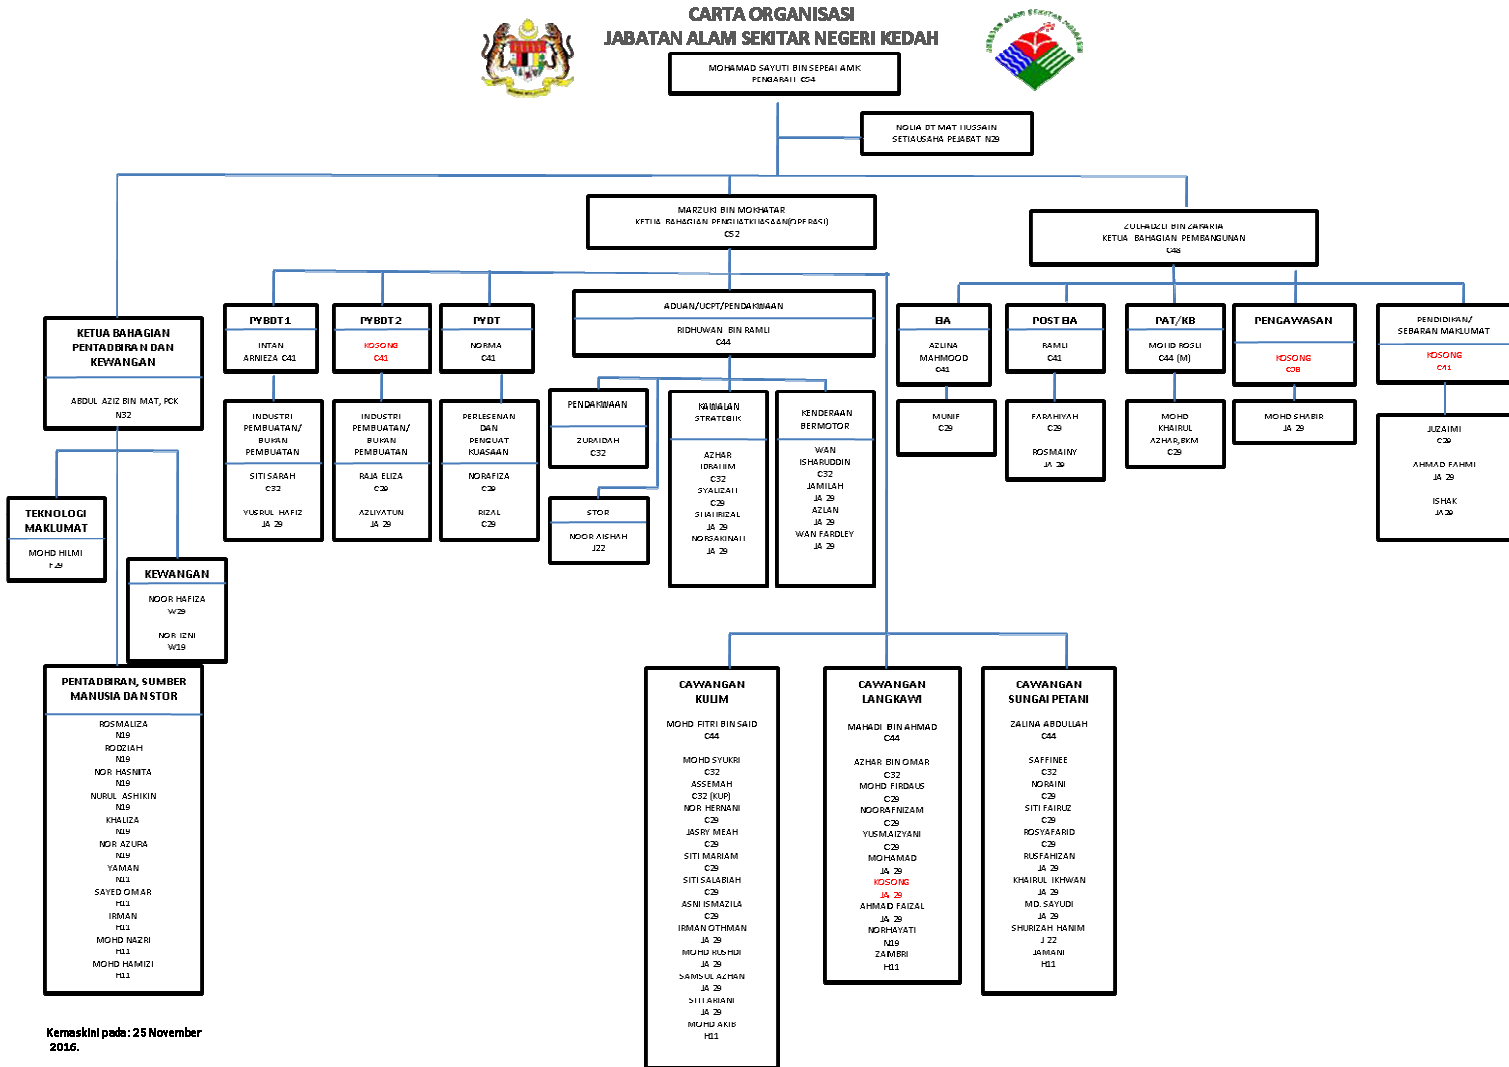 CARTA ORGANISASI
JABATAN ALAM SEKITAR NEGERI KEDAH
JABATAN ALAM SEKITAR MALAYSIA
MOHAMAD SAYUTI BIN SEPEAI AMK
PENGARAH C54
NOLIA BT MAT HUSSAIN
SETIAUSAHA PEJABAT N29
MARZUKI BIN MOKHATAR
KETUA BAHAGIAN PENGUATKUASAAN(OPERASI)
C52
ZULFADZLI BIN ZAKARIA
KETUA BAHAGIAN PEMBANGUNAN
C48
KETUA BAHAGIAN
PENTADBIRAN DAN
KEWANGAN
ABDUL AZIZ BIN MAT, PCK
N32
PYBDT1
INTAN
ARNIEZA C41
PYBDT2
KOSONG
C41
PYDT
NORMA
C41
ADUAN/UCPT/PENDAKWAAN
RIDHUWAN BIN RAMLI
C44
EIA
AZLINA
MAHMOOD
C41
POST EIA
RAMLI
C41
PAT/KB
MOHD ROSLI
C44 (M)
PENGAWASAN
KOSONG
C38
PENDIDIKAN/
SEBARAN MAKLUMAT
KOSONG
C41
INDUSTRI
PEMBUATAN/
BUKAN
PEMBUATAN
SITI SARAH
C32
YUSRUL HAFIZ
JA 29
INDUSTRI
PEMBUATAN/
BUKAN
PEMBUATAN
RAJA ELIZA
C29
AZLIYATUN
JA 29
PERLESENAN
DAN
PENGUAT
KUASAAN
NORAFIZA
C29
RIZAL
C29
PENDAKWAAN
ZURAIDAH
C32
STOR
NOOR AISHAH
J22
KAWALAN
STRATEGIK
AZHAR
IBRAHIM
C32
SYALIZAH
C29
SHAHRIZAL
JA 29
NORSAKINAH
JA 29
KENDERAAN
BERMOTOR
WAN
ISHARUDDIN
C32
JAMILAH
JA 29
AZLAN
JA 29
WAN FARDLEY
JA 29
MUNIF
C29
FARAHIYAH
C29
ROSMAINY
JA 29
MOHD
KHAIRUL
AZHAR,BKM
C29
MOHD SHABIR
JA 29
JUZAIMI
C29
AHMAD FAHMI
JA 29
ISHAK
JA29
TEKNOLOGI
MAKLUMAT
MOHD HILMI
F29
KEWANGAN
NOOR HAFIZA
W29
NOR IZNI
W19
PENTADBIRAN, SUMBER
MANUSIA DAN STOR
ROSMALIZA
N19
RODZIAH
N19
NOR HASNIITA
N19
NURUL ASHIKIN
N19
KHALIZA
N19
NOR AZURA
N19
YAMAN
N11
SAYED OMAR
H11
IRMAN
H11
MOHD NAZRI
H11
MOHD HAMIZI
H11
CAWANGAN
KULIM
MOHD FITRI BIN SAID
C44
MOHD SYUKRI
C32
ASSEMAH
C32 (KUP)
NOR HERNANI
C29
JASRY MEAH
C29
SITI MARIAM
C29
SITI SALABIAH
C29
ASNI ISMAZILA
C29
IRMAN OTHMAN
JA 29
MOHD RUSHDI
JA 29
SAMSUL AZHAN
JA 29
SITI ARIANI
JA 29
MOHD AKIB
H11
CAWANGAN
LANGKAWI
MAHADI BIN AHMAD
C44
AZHAR BIN OMAR
C32
MOHD FIRDAUS
C29
NOORAFNIZAM
C29
YUSMAIZYANI
C29
MOHAMAD
JA 29
KOSONG
JA 29
AHMAD FAIZAL
JA 29
NORHAYATI
N19
ZAIMBRI
H11
CAWANGAN
SUNGAI PETANI
ZALINA ABDULLAH
C44
SAFFINEE
C32
NORAINI
C29
SITI FAIRUZ
C29
ROSYAFARID
C29
RUSFAHIZAN
JA 29
KHAIRUL IKHWAN
JA 29
MD. SAYUDI
JA 29
SHURIZAH HANIM
J 22
JAMANI
H11
Kemaskini pada: 25 November
2016.